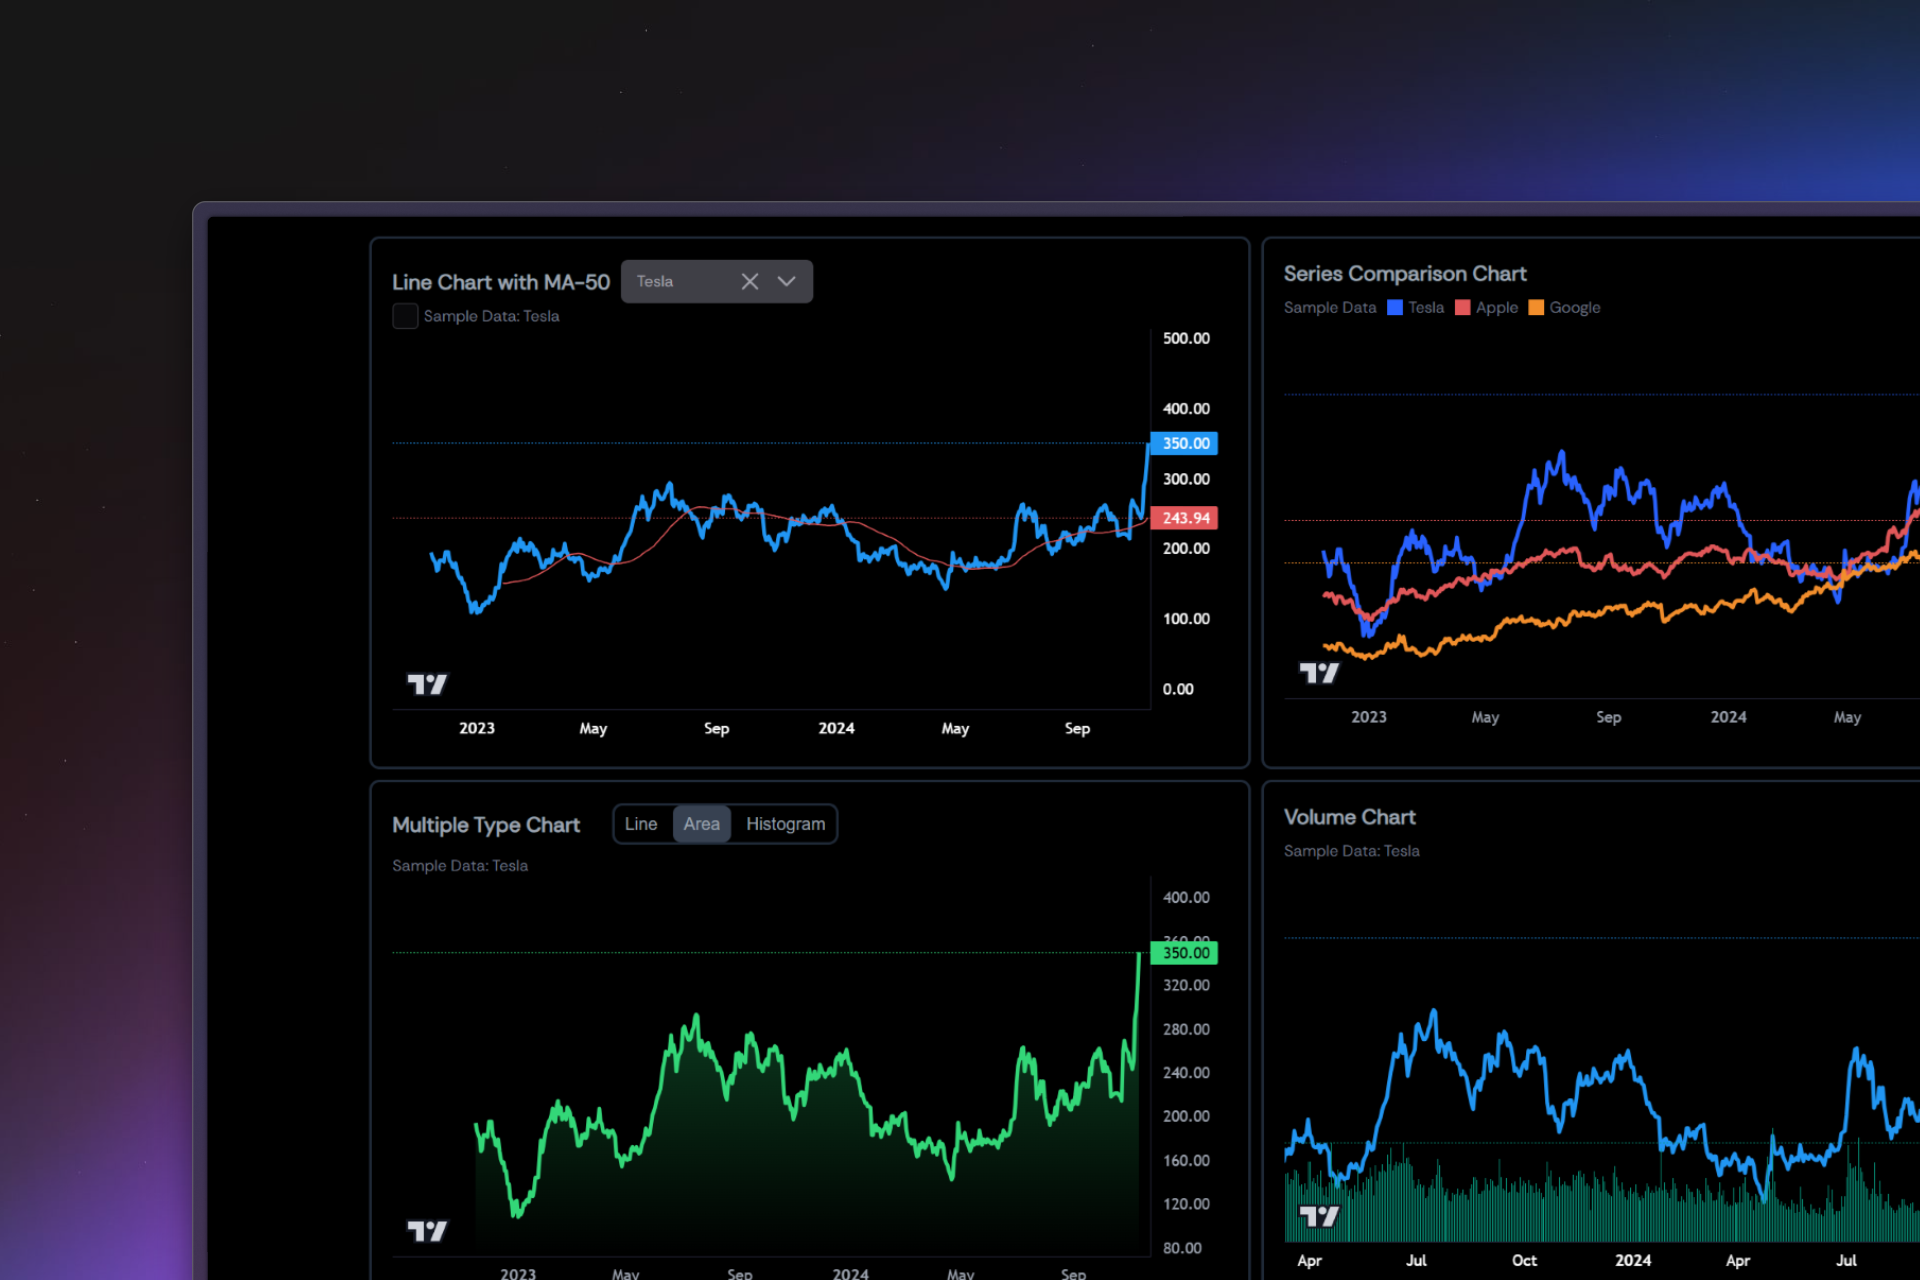 Line Chart with MA-50
Tesla
Sample Data: Tesla
500.00
400.00
350.00
300.00
243.94
200.00
100.00
0.00
2023 May Sep 2024 May Sep
Series Comparison Chart
Sample Data Tesla Apple Google
2023 May Sep 2024 May
Multiple Type Chart
Line Area Histogram
Sample Data: Tesla
400.00
360.00
350.00
320.00
280.00
240.00
200.00
160.00
120.00
80.00
2023 May Sep 2024 May Sep
Volume Chart
Sample Data: Tesla
Apr Jul Oct 2024 Apr Jul